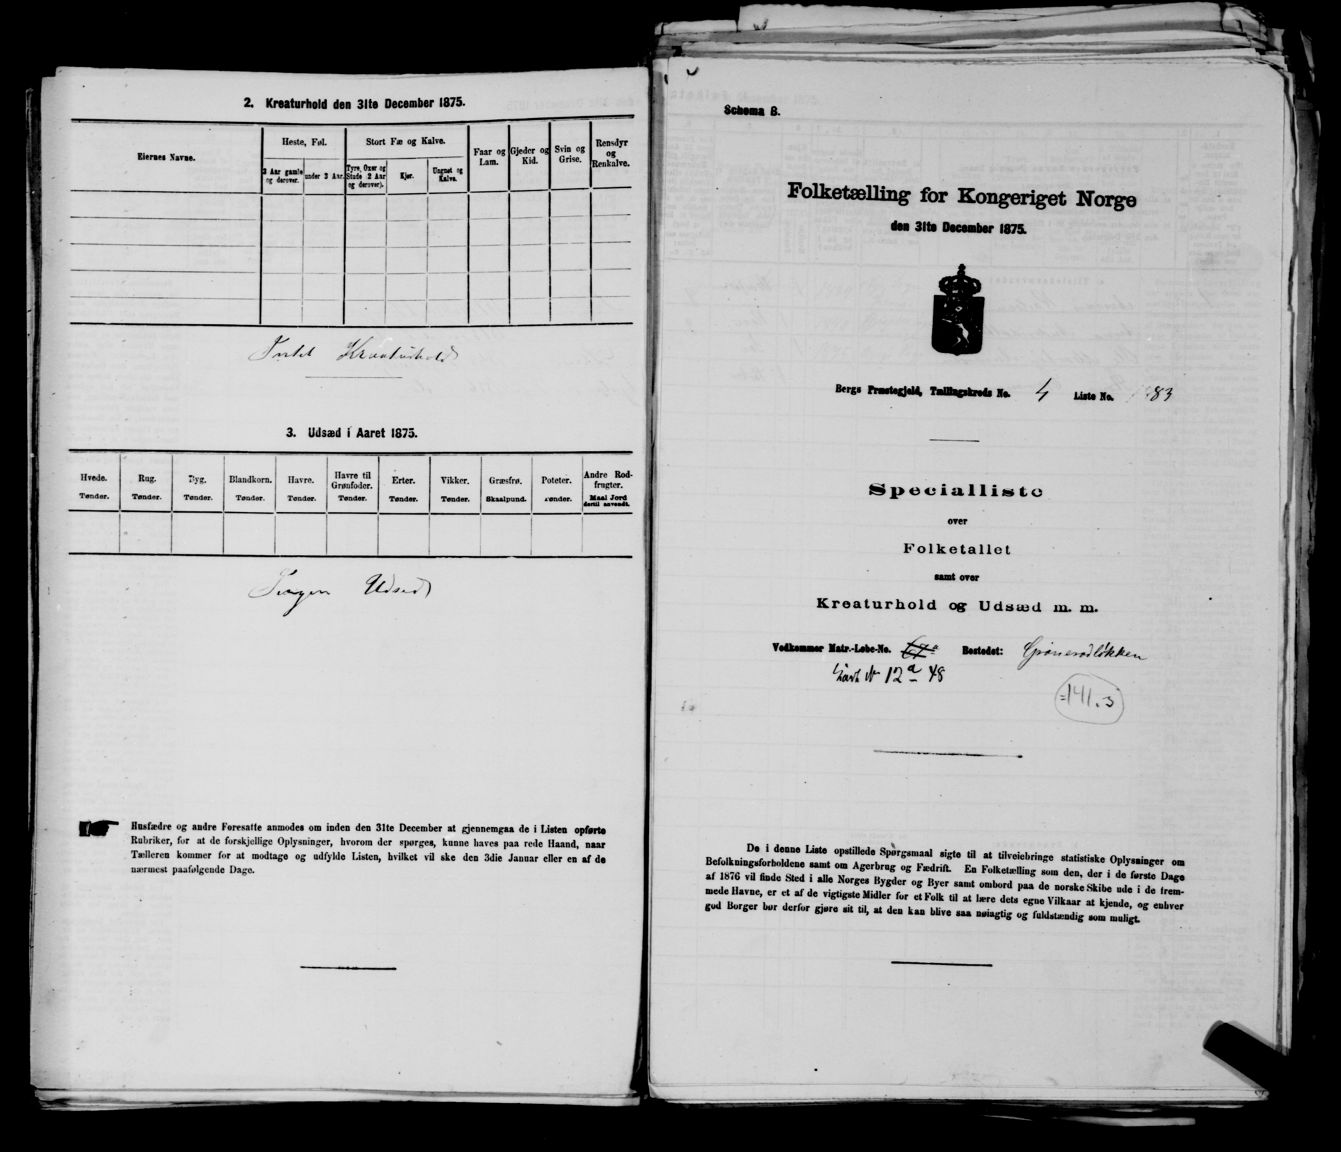 2. Kreaturhold den 31te December 1875.
Eiernes Navne.
Heste, Føl.
Stort Fæ og Kalve.
Faar og Lam.
Gjeder og Kid.
Svin og Grise.
Rensdyr og Renkalve.
3 Aar gamle og derover.
under 3 Aar.
Tyre, Oxer og Stude 2 Aar og derover).
Kjør.
Ungnøt og Kalve.
Intet Kreaturhold
3. Udsæd i Aaret 1875.
Hvede. Rug. Byg. Blandkorn. Havre. Havre til Grønfoder. Erter. Vikker. Græsfrø. Poteter. Andre Rodfrugter.
Tønder. Tønder. Tønder. Tønder. Tønder. Tønder. Tønder. Tønder. Skaalpund. Tønder. Maal Jord dertil anvendt.
Ingen Udsæd
Husfædre og andre Foresatte anmodes om inden den 31te December at gjennemgaa de i Listen opførte
Rubriker, for at de forskjellige Oplysninger, hvorom der spørges, kunne haves paa rede Haand, naar
Tælleren kommer for at modtage og udfylde Listen, hvilket vil ske den 3die Januar eller en af de
nærmest paafølgende Dage.
Schema 8.
Folketælling for Kongeriget Norge
den 31te December 1875.
Bergs Præstegjeld, Tællingskreds No. 4 Liste No. 83
Specialliste
over
Folketallet
samt over
Kreaturhold og Udsæd m. m.
Vedkommer Matr.-Løbe-No. Bostedet: Grønerødløkken
12a 48
=141.3
De i denne Liste opstillede Spørgsmaal sigte til at tilveiebringe statistiske Oplysninger om
Befolkningsforholdene samt om Agerbrug og Fædrift. En Folketælling som den, der i de første Dage
af 1876 vil finde Sted i alle Norges Bygder og Byer samt ombord paa de norske Skibe ude i de frem-
mede Havne, er et af de vigtigste Midler for et Folk til at lære dets egne Vilkaar at kjende, og enhver
god Borger bør derfor gjøre sit til, at den kan blive saa nøiagtig og fuldstændig som muligt.